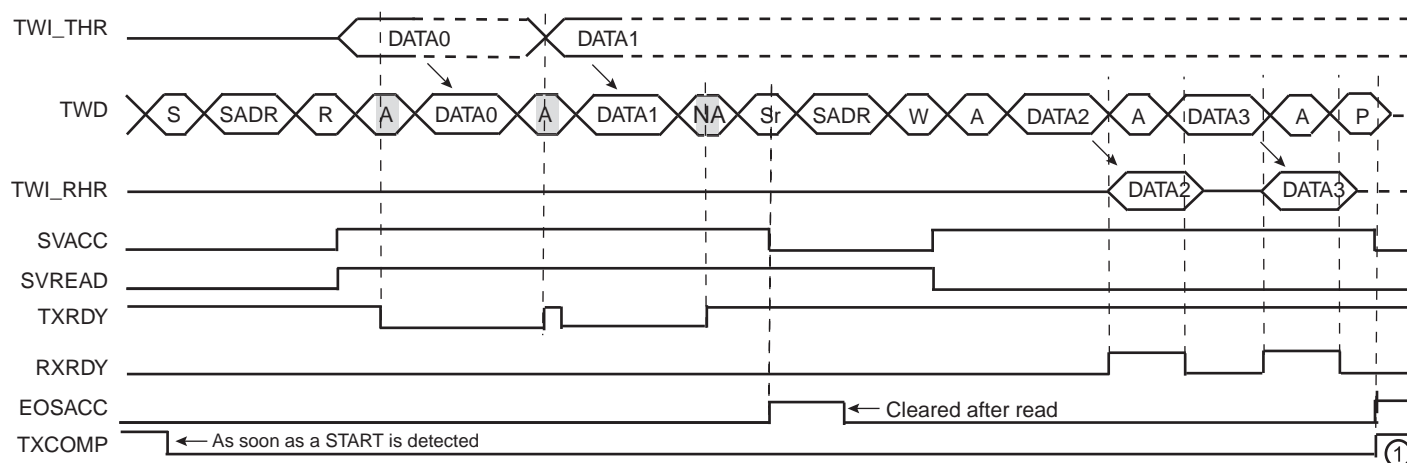 TWI_THR DATA0 DATA1
TWD S SADR R A DATA0 A DATA1 NA Sr SADR W A DATA2 A DATA3 A P
TWI_RHR DATA2 DATA3
SVACC
SVREAD
TXRDY
RXRDY
EOSACC Cleared after read
TXCOMP As soon as a START is detected 1